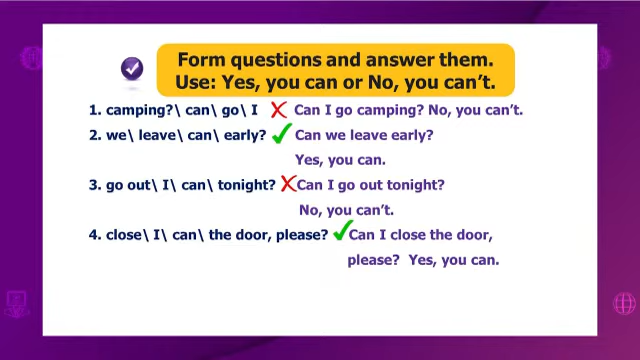 Form questions and answer them.
Use: Yes, you can or No, you can't.
1. camping?\ can\ go\ I Can I go camping? No, you can't.
2. we\ leave\ can\ early? Can we leave early?
Yes, you can.
3. go out\ I\ can\ tonight? Can I go out tonight?
No, you can't.
4. close\ I\ can\ the door, please? Can I close the door,
please? Yes, you can.